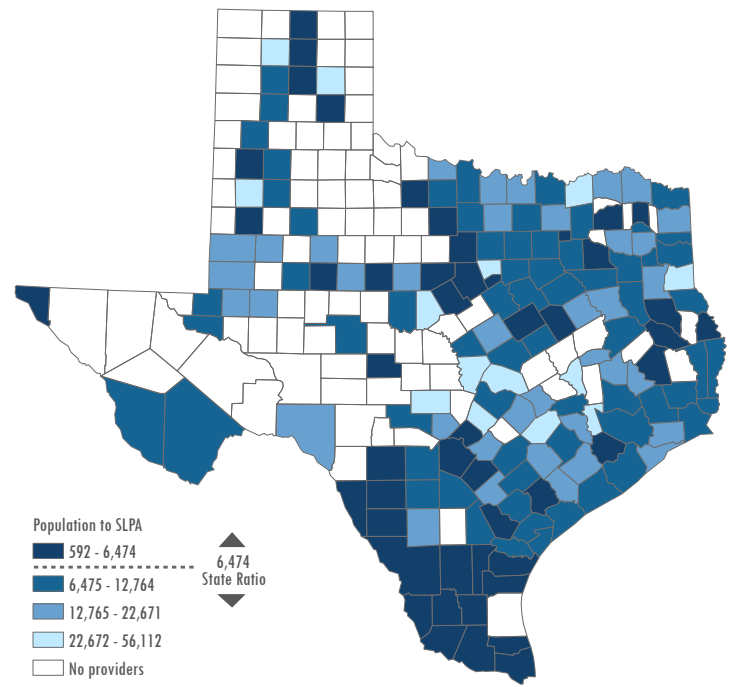 Population to SLPA
592 - 6,474
6,475 - 12,764
12,765 - 22,671
22,672 - 56,112
No providers
6,474
State Ratio